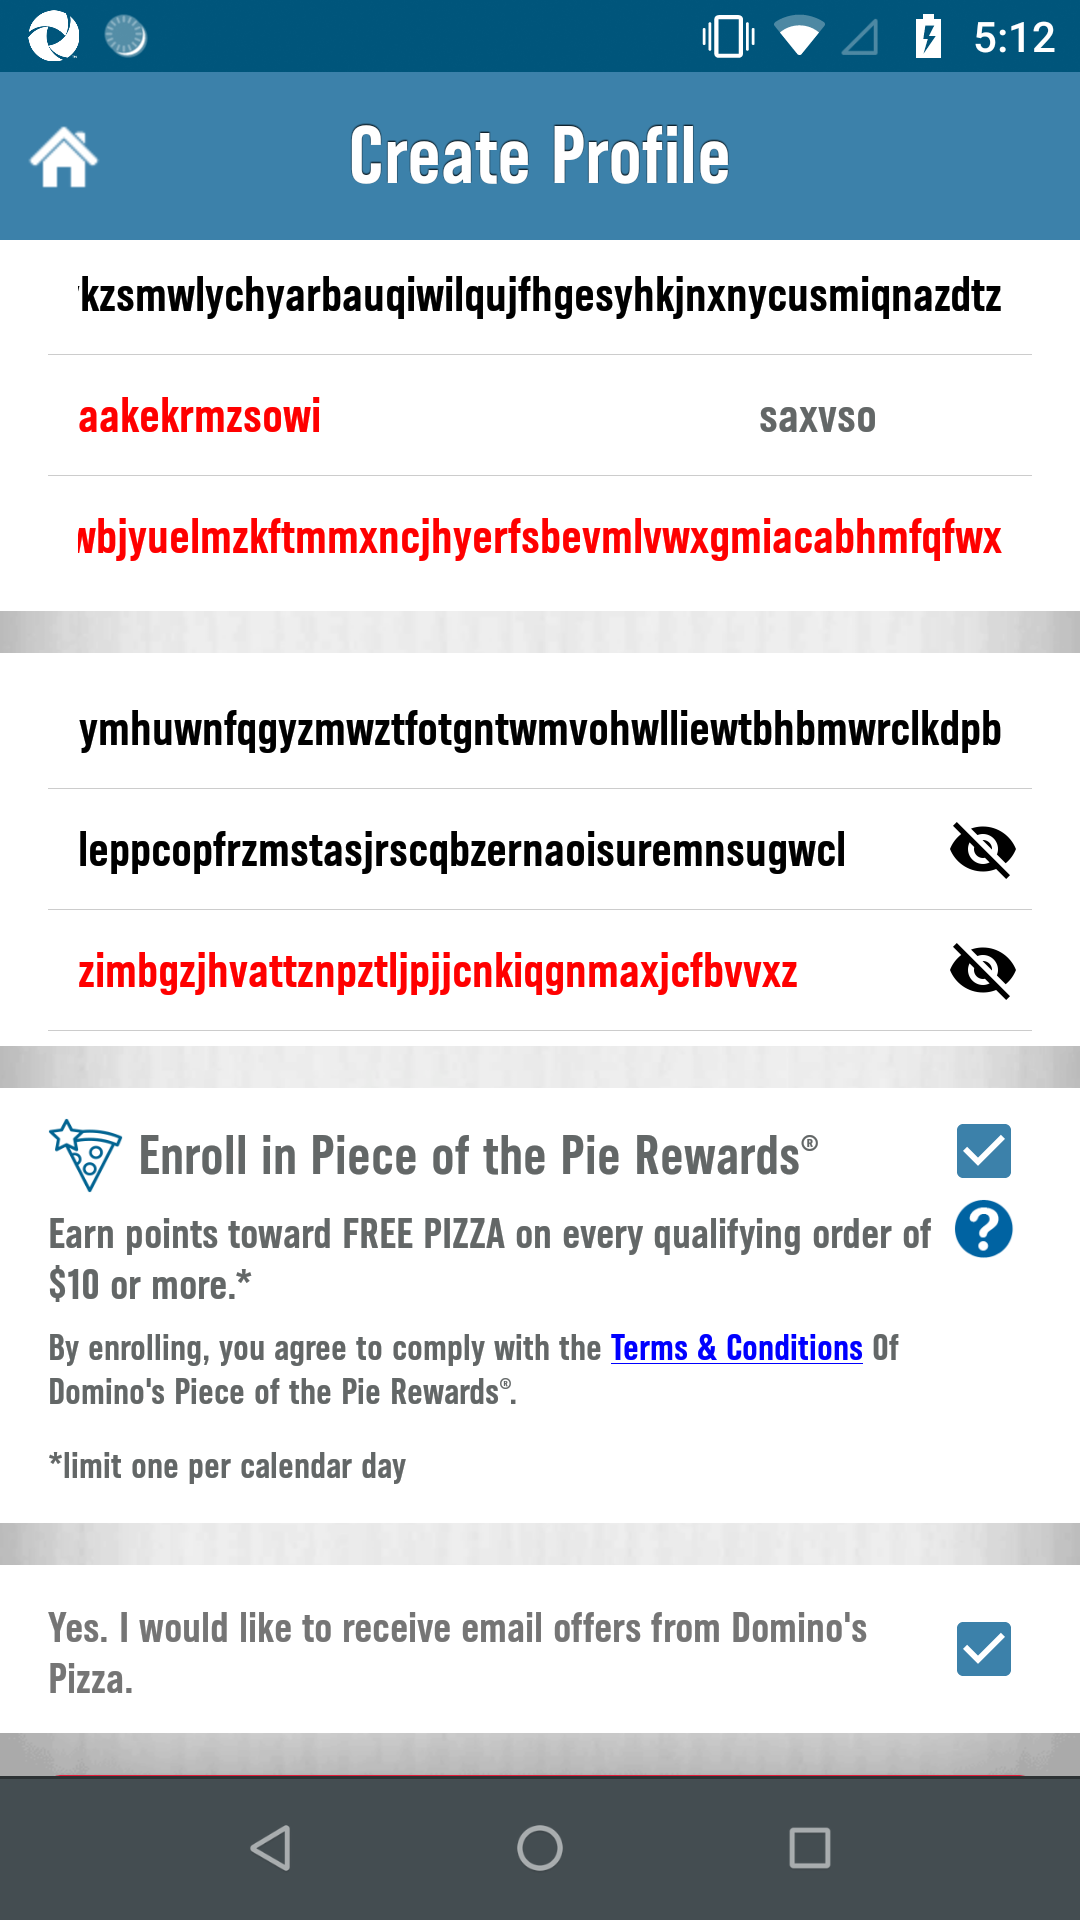 5:12
Create Profile
kzsmwlychyarbauqiwilqujfhgesyhkjnxnycusmiqnazdtz
aakekrmzsowi saxvso
wbjyuelmzkftmmxncjhyerfsbevmlvwxgmiacabhmfqfwx
ymhuwnfqgyzmwztfotgntwmvohwlliewtbhbmwrclkdpb
leppcopfrzmstasjrscqbzernaoisuremnsugwcl
zimbgzjhvattznpztljpjjcnkiqgnmaxjcfbvvxz
Enroll in Piece of the Pie Rewards®
Earn points toward FREE PIZZA on every qualifying order of
$10 or more.*
By enrolling, you agree to comply with the Terms & Conditions Of
Domino's Piece of the Pie Rewards®.
*limit one per calendar day
Yes. I would like to receive email offers from Domino's
Pizza.